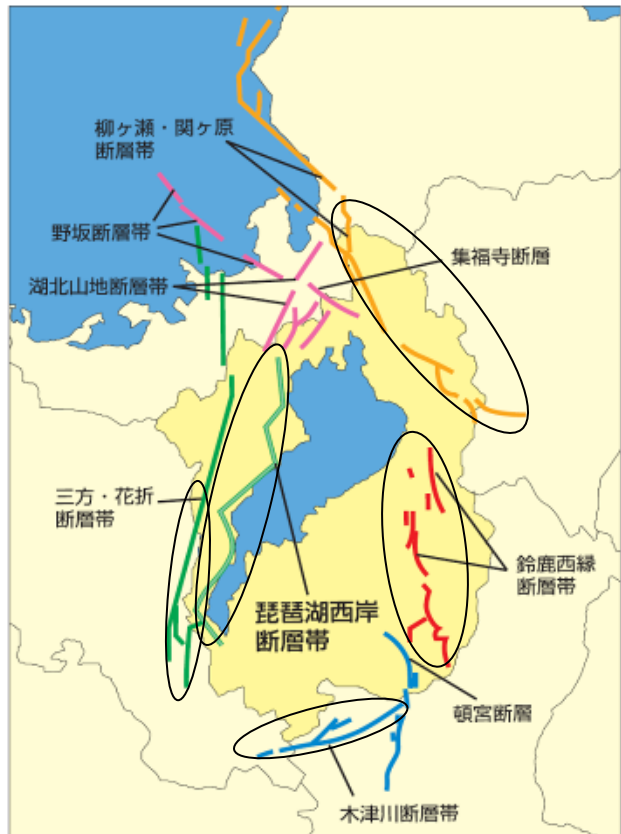 柳ヶ瀬・関ヶ原
断層帯
野坂断層帯
集福寺断層
湖北山地断層帯
三方・花折
断層帯
鈴鹿西縁
断層帯
琵琶湖西岸
断層帯
頓宮断層
木津川断層帯